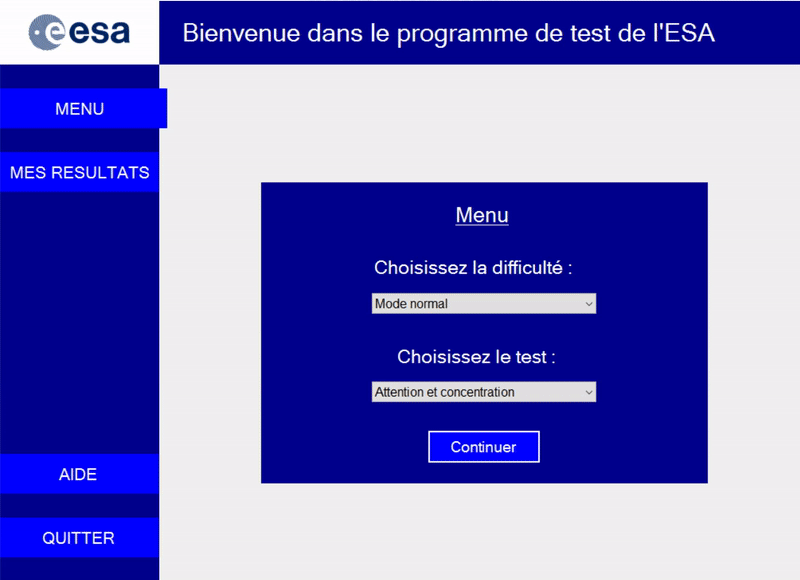 esa
Bienvenue dans le programme de test de l'ESA
MENU
MES RESULTATS
AIDE
QUITTER
Menu
Choisissez la difficulté :
Mode normal
Choisissez le test :
Attention et concentration
Continuer